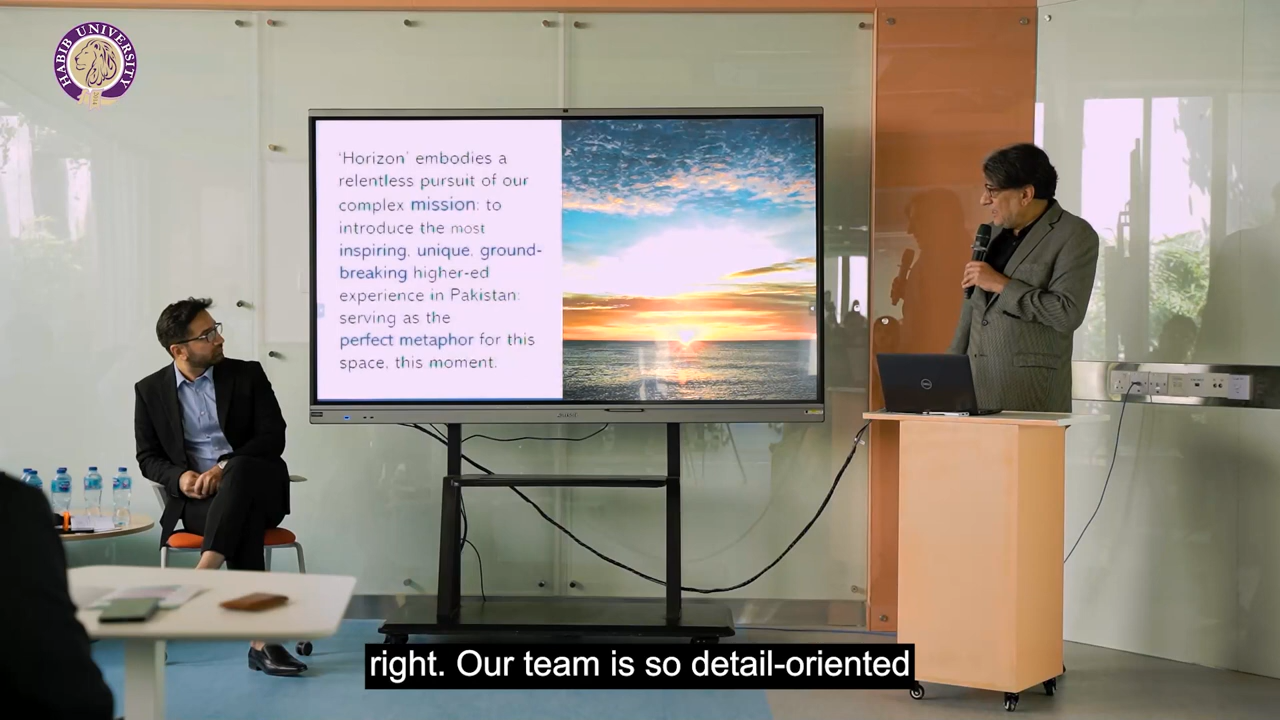 HABIB UNIVERSITY
'Horizon' embodies a
relentless pursuit of our
complex mission: to
introduce the most
inspiring, unique, ground-
breaking higher-ed
experience in Pakistan:
serving as the
perfect metaphor for this
space, this moment.
DELL
right. Our team is so detail-oriented